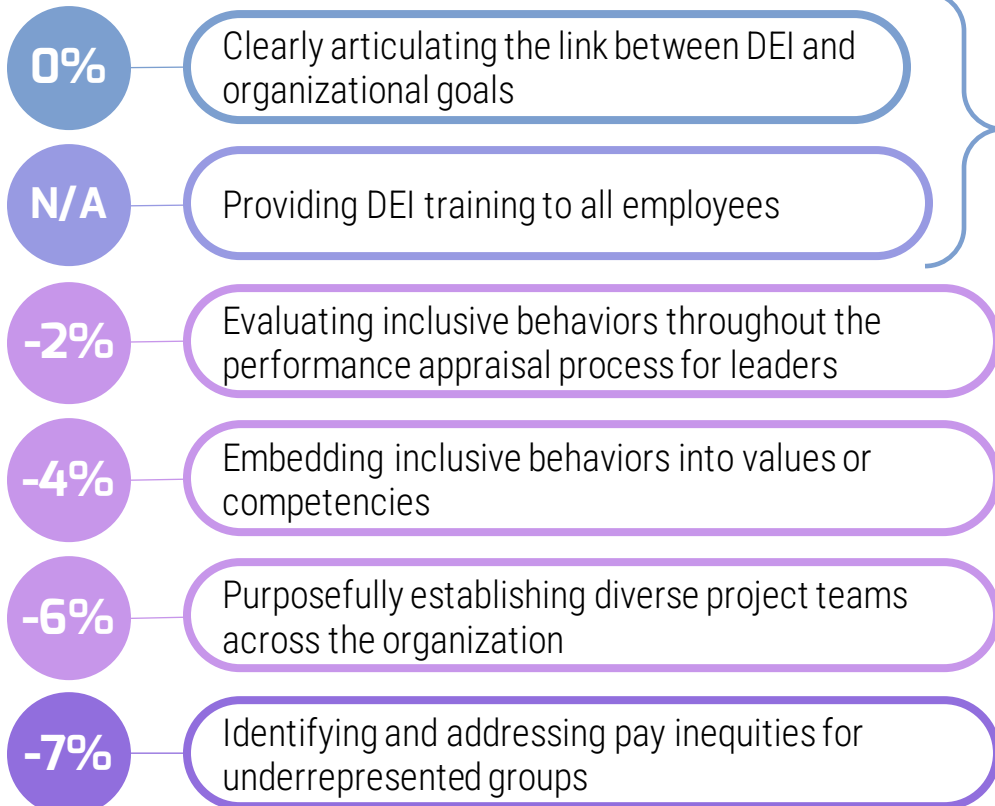 0%
Clearly articulating the link between DEI and
organizational goals
N/A
Providing DEI training to all employees
-2%
Evaluating inclusive behaviors throughout the
performance appraisal process for leaders
-4%
Embedding inclusive behaviors into values or
competencies
-6%
Purposefully establishing diverse project teams
across the organization
-7%
Identifying and addressing pay inequities for
underrepresented groups